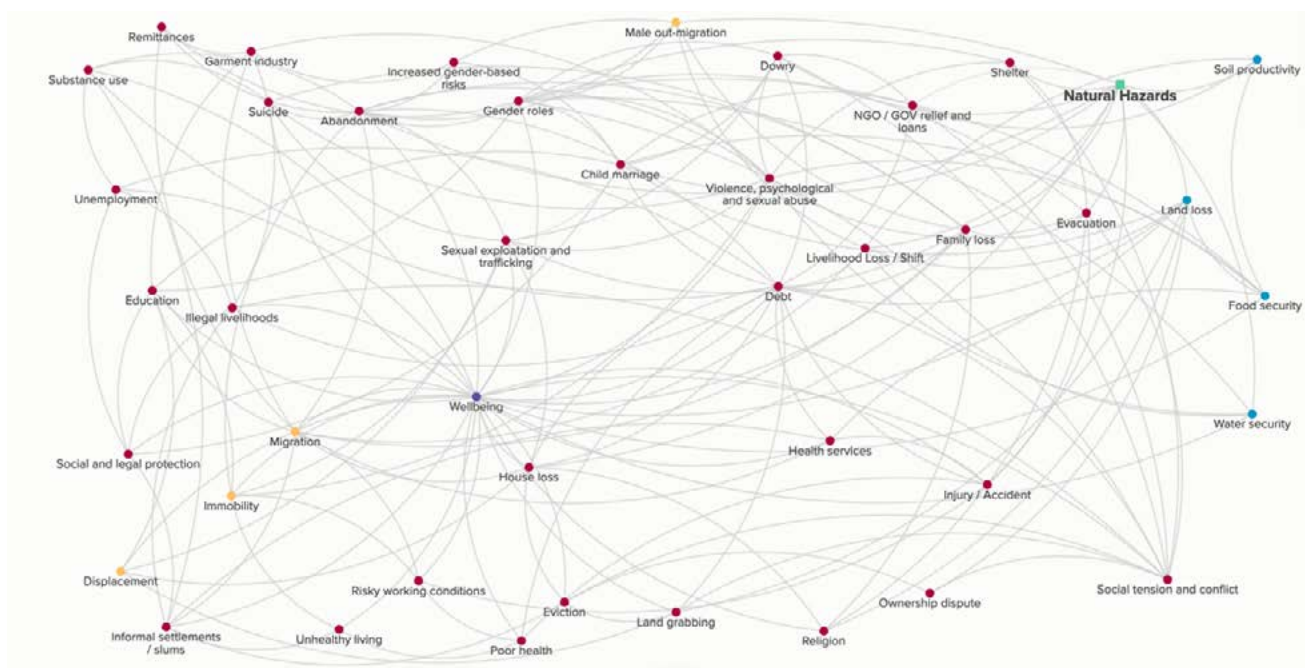 Male out-migration
Remittances
Garment industry
Increased gender-based
risks
Dowry
Shelter
Soil productivity
Substance use
Natural Hazards
Suicide
Abandonment
Gender roles
NGO / GOV relief and
loans
Child marriage
Violence, psychological
and sexual abuse
Unemployment
Land loss
Evacuation
Family loss
Sexual exploatation and
trafficking
Livelihood Loss / Shift
Education
Debt
Food security
Illegal livelihoods
Wellbeing
Water security
Migration
Health services
Social and legal protection
House loss
Injury / Accident
Immobility
Displacement
Risky working conditions
Social tension and conflict
Ownership dispute
Eviction
Land grabbing
Informal settlements
/ slums
Unhealthy living
Religion
Poor health